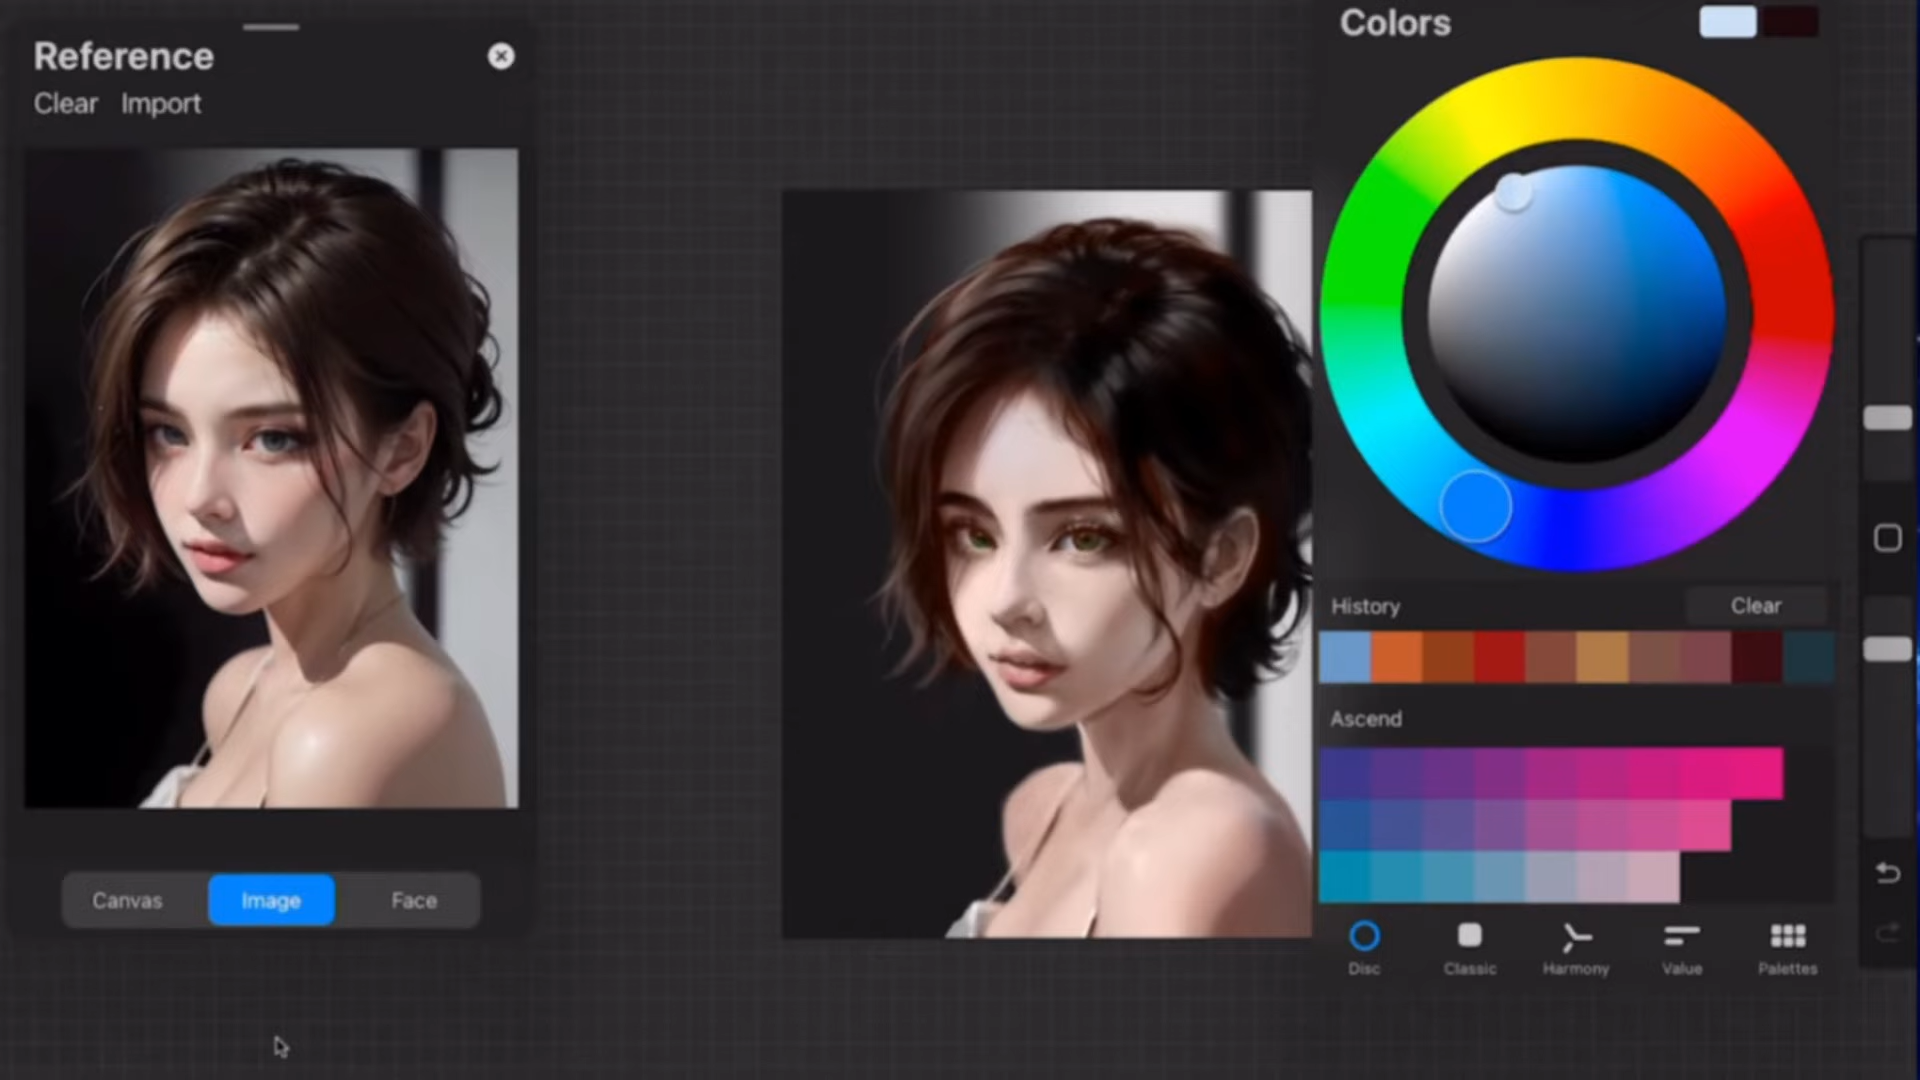 Reference
Clear Import
Canvas Image Face
Colors
History Clear
Ascend
Disc Classic Harmony Value Palettes